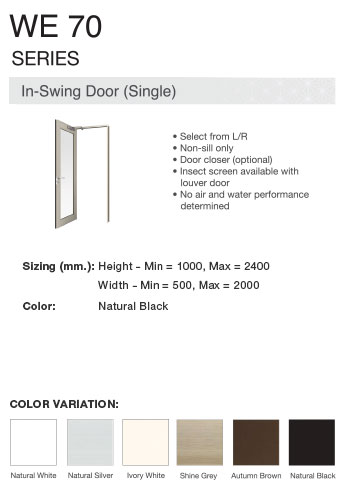 WE 70
SERIES
In-Swing Door (Single)
• Select from L/R
• Non-sill only
• Door closer (optional)
• Insect screen available with
louver door
• No air and water performance
determined
Sizing (mm.): Height - Min = 1000, Max = 2400
Width - Min = 500, Max = 2000
Color: Natural Black
COLOR VARIATION:
Natural White Natural Silver Ivory White Shine Grey Autumn Brown Natural Black